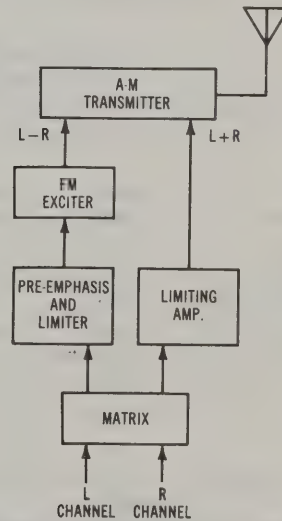 A-M
TRANSMITTER
L–R
L+R
FM
EXCITER
PRE-EMPHASIS
AND
LIMITER
LIMITING
AMP.
MATRIX
L
CHANNEL
R
CHANNEL